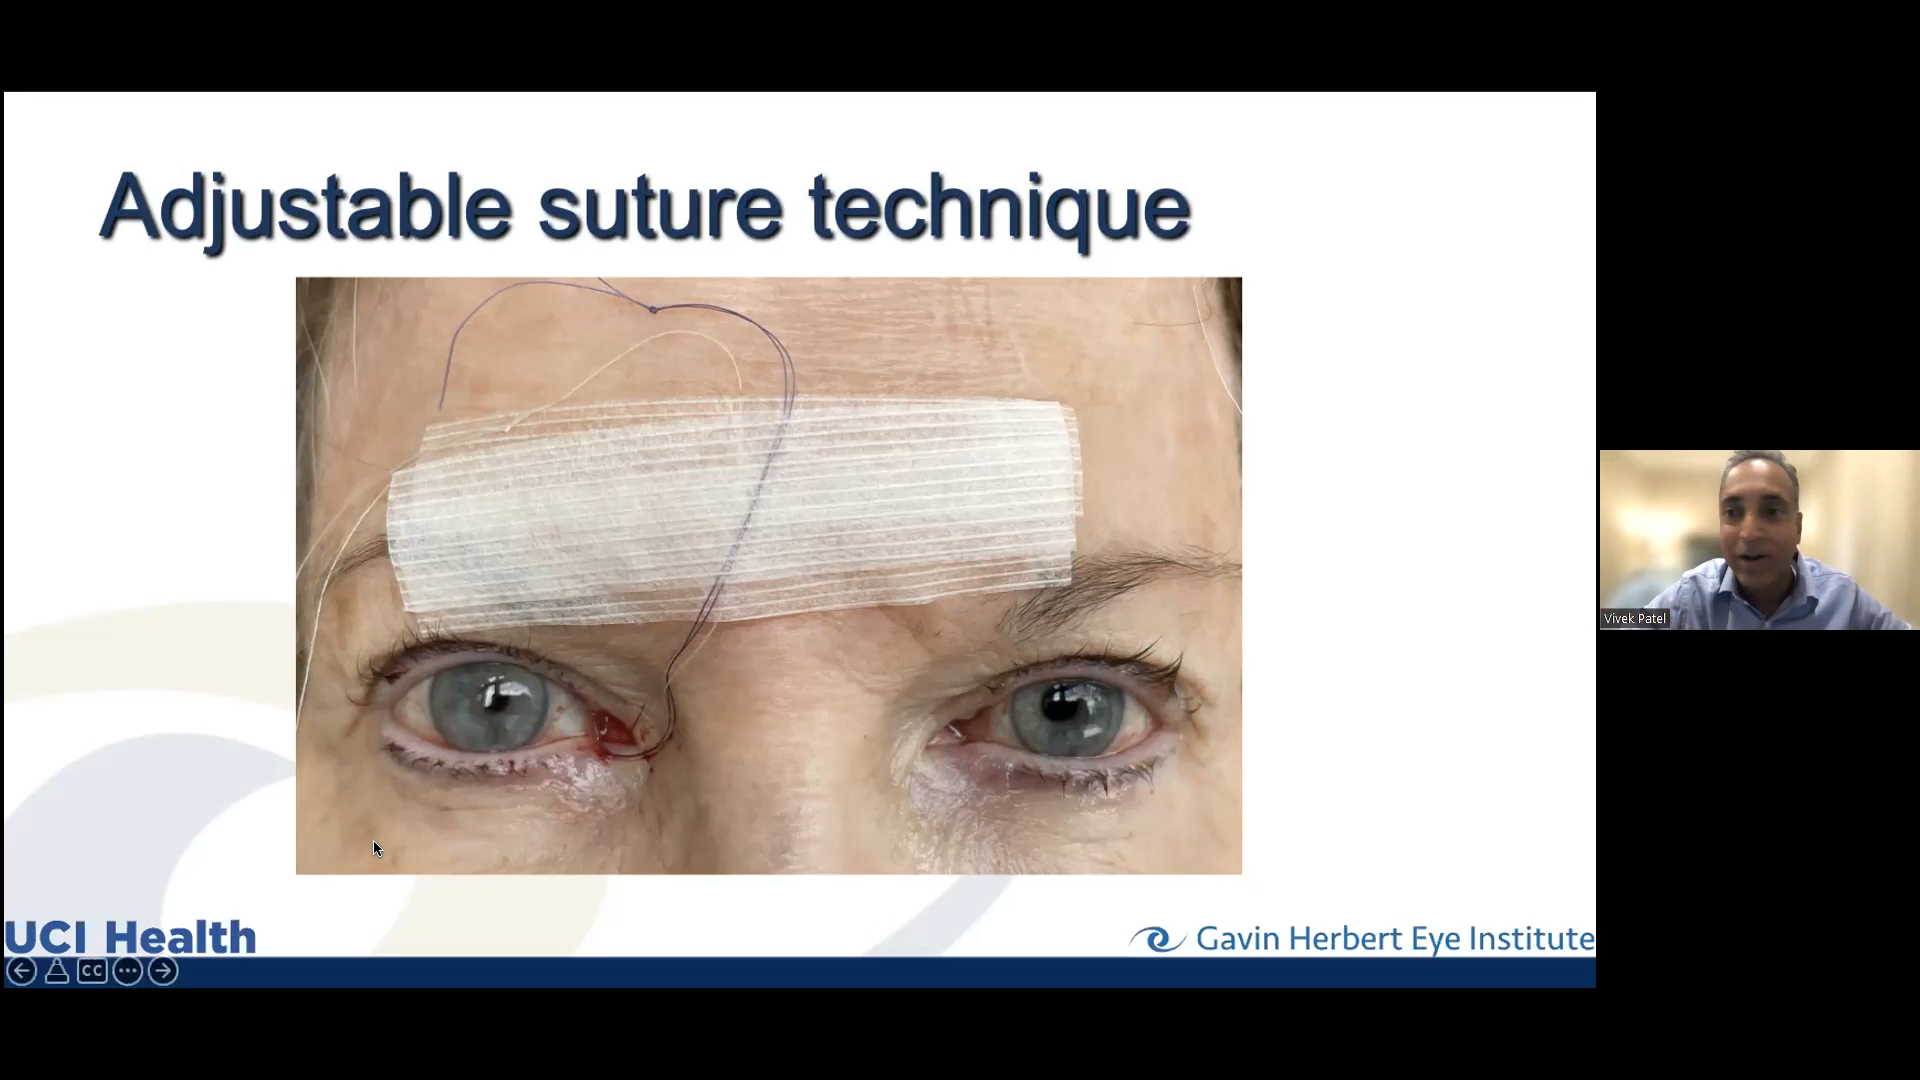 Adjustable suture technique
Vivek Patel
UCI Health
Gavin Herbert Eye Institute
CC